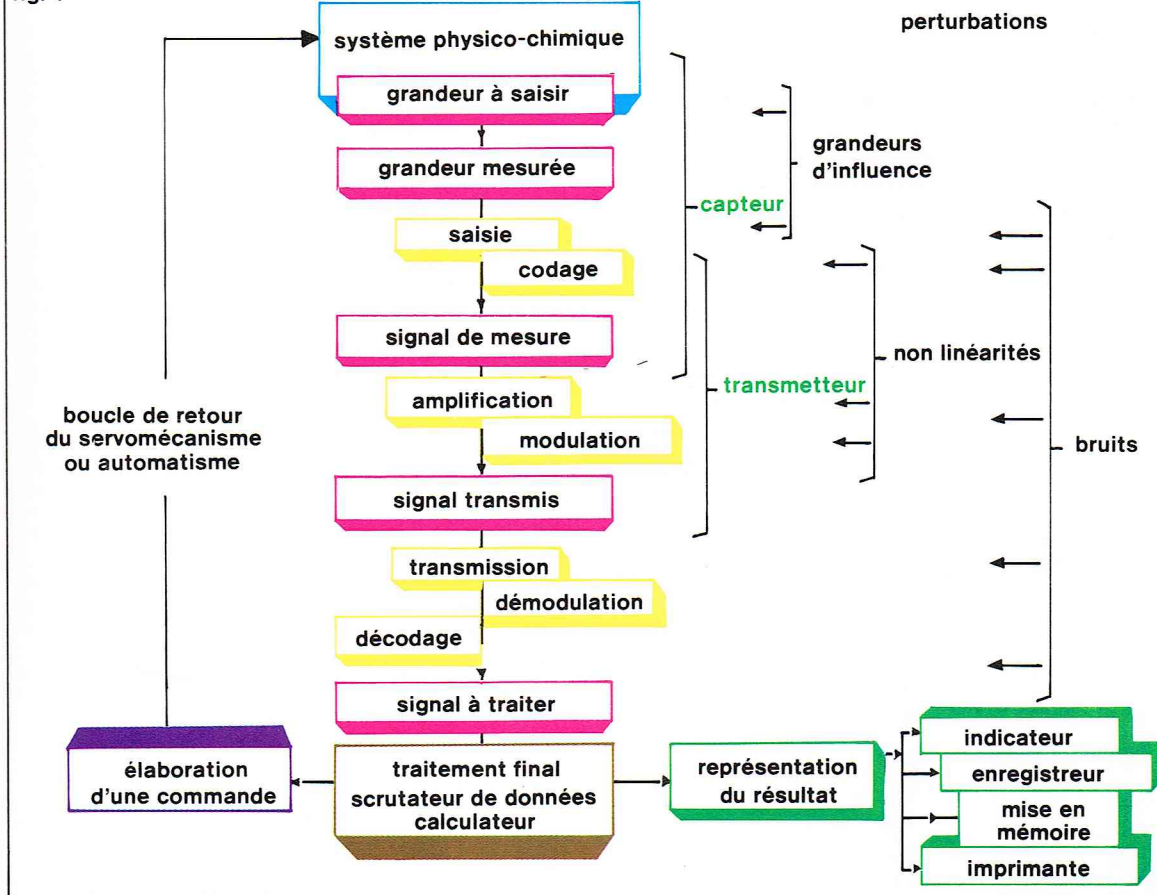 perturbations
système physico-chimique
grandeur à saisir
grandeur mesurée
saisie
codage
signal de mesure
amplification
modulation
signal transmis
transmission
démodulation
décodage
signal à traiter
traitement final
scrutateur de données
calculateur
capteur
transmetteur
grandeurs
d'influence
non linéarités
bruits
boucle de retour
du servomécanisme
ou automatisme
élaboration
d'une commande
représentation
du résultat
indicateur
enregistreur
mise en
mémoire
imprimante